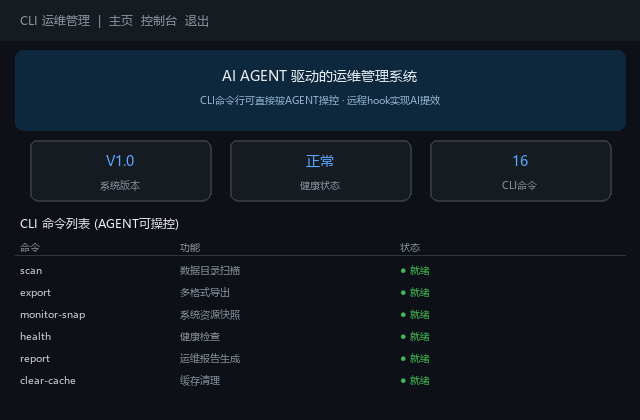 CLI 运维管理 | 主页 控制台 退出
AI AGENT 驱动的运维管理系统
CLI命令行可直接被AGENT操控 · 远程hook实现AI提效
V1.0 正常 16
系统版本 健康状态 CLI命令
CLI 命令列表 (AGENT可操控)
命令 功能 状态
scan 数据目录扫描 ● 就绪
export 多格式导出 ● 就绪
monitor-snap 系统资源快照 ● 就绪
health 健康检查 ● 就绪
report 运维报告生成 ● 就绪
clear-cache 缓存清理 ● 就绪